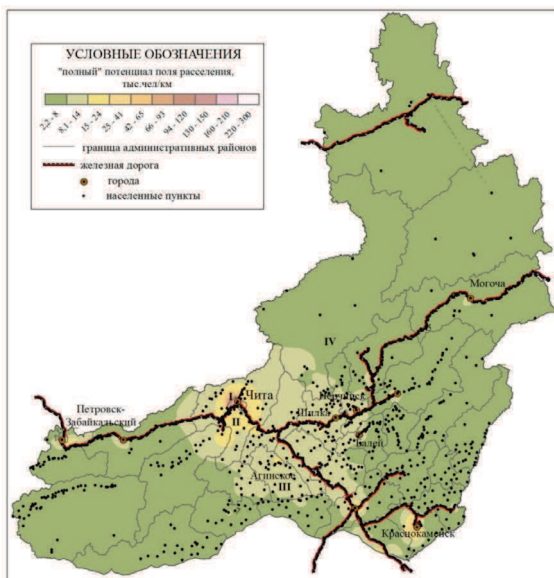 УСЛОВНЫЕ ОБОЗНАЧЕНИЯ
"полный" потенциал поля расселения,
тыс.чел/км
2,2 - 8
8,1 - 14
15 - 24
25 - 41
42 - 65
66 - 93
94 - 120
130 - 150
160 - 210
220 - 300
граница административных районов
железная дорога
города
населенные пункты
Могоча
IV
Нерчинск
I
Чита
Шилка
Петровск-
Забайкальский
II
Балей
Агинское
III
Краснокаменск